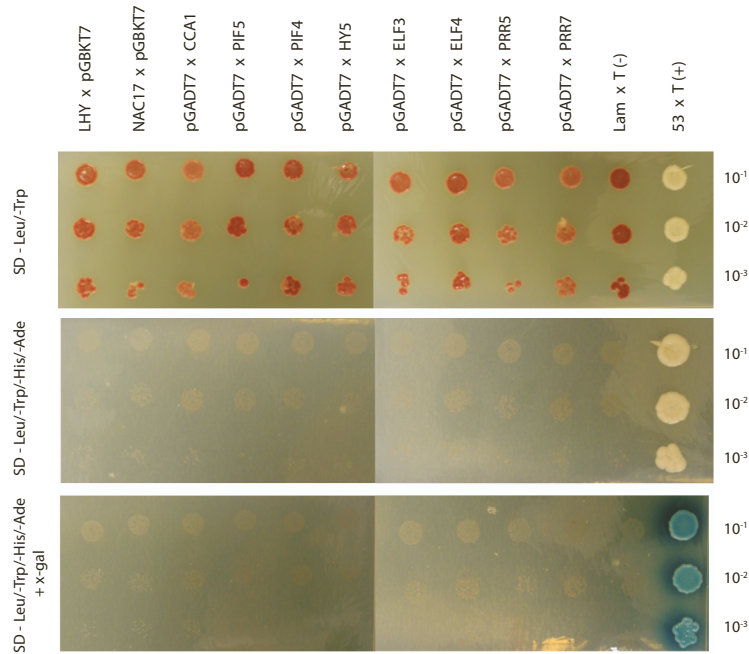 LHY x pGBKT7
NAC17 x pGBKT7
pGADT7 x CCA1
pGADT7 x PIF5
pGADT7 x PIF4
pGADT7 x HY5
pGADT7 x ELF3
pGADT7 x ELF4
pGADT7 x PRR5
pGADT7 x PRR7
Lam x T (-)
53 x T (+)
SD - Leu/-Trp
10-1
10-2
10-3
SD - Leu/-Trp/-His/-Ade
10-1
10-2
10-3
SD - Leu/-Trp/-His/-Ade
+ x-gal
10-1
10-2
10-3